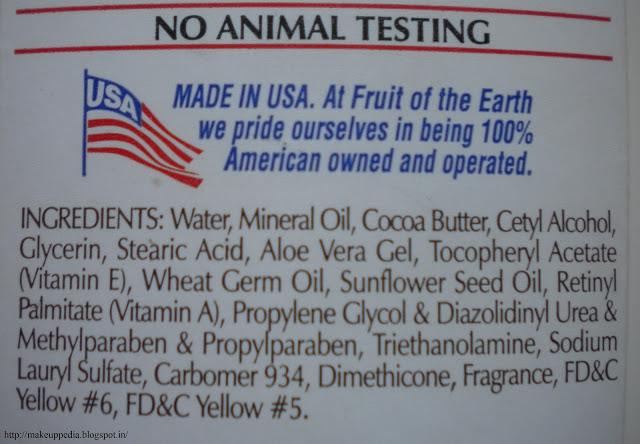 NO ANIMAL TESTING
USA
MADE IN USA. At Fruit of the Earth
we pride ourselves in being 100%
American owned and operated.
INGREDIENTS: Water, Mineral Oil, Cocoa Butter, Cetyl Alcohol,
Glycerin, Stearic Acid, Aloe Vera Gel, Tocopheryl Acetate
(Vitamin E), Wheat Germ Oil, Sunflower Seed Oil, Retinyl
Palmitate (Vitamin A), Propylene Glycol & Diazolidinyl Urea &
Methylparaben & Propylparaben, Triethanolamine, Sodium
Lauryl Sulfate, Carbomer 934, Dimethicone, Fragrance, FD&C
Yellow #6, FD&C Yellow #5.
http://makeuppedia.blogspot.in/